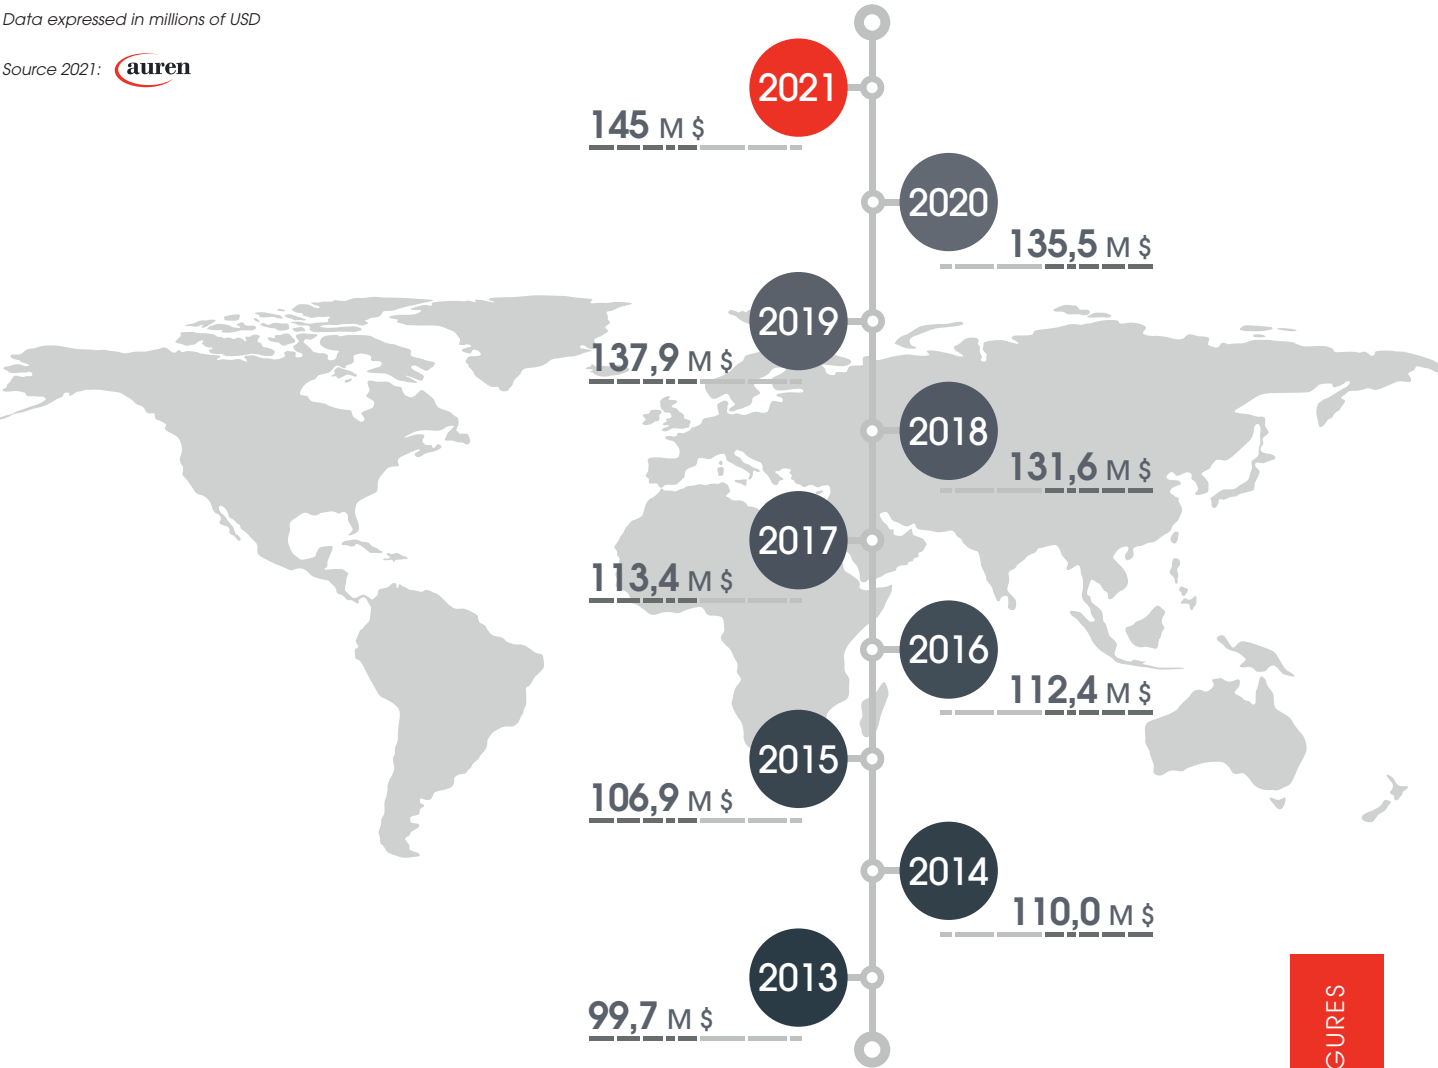 Data expressed in millions of USD
Source 2021: auren
2021
145 M $
2020
135,5 M $
2019
137,9 M $
2018
131,6 M $
2017
113,4 M $
2016
112,4 M $
2015
106,9 M $
2014
110,0 M $
2013
99,7 M $
GURES